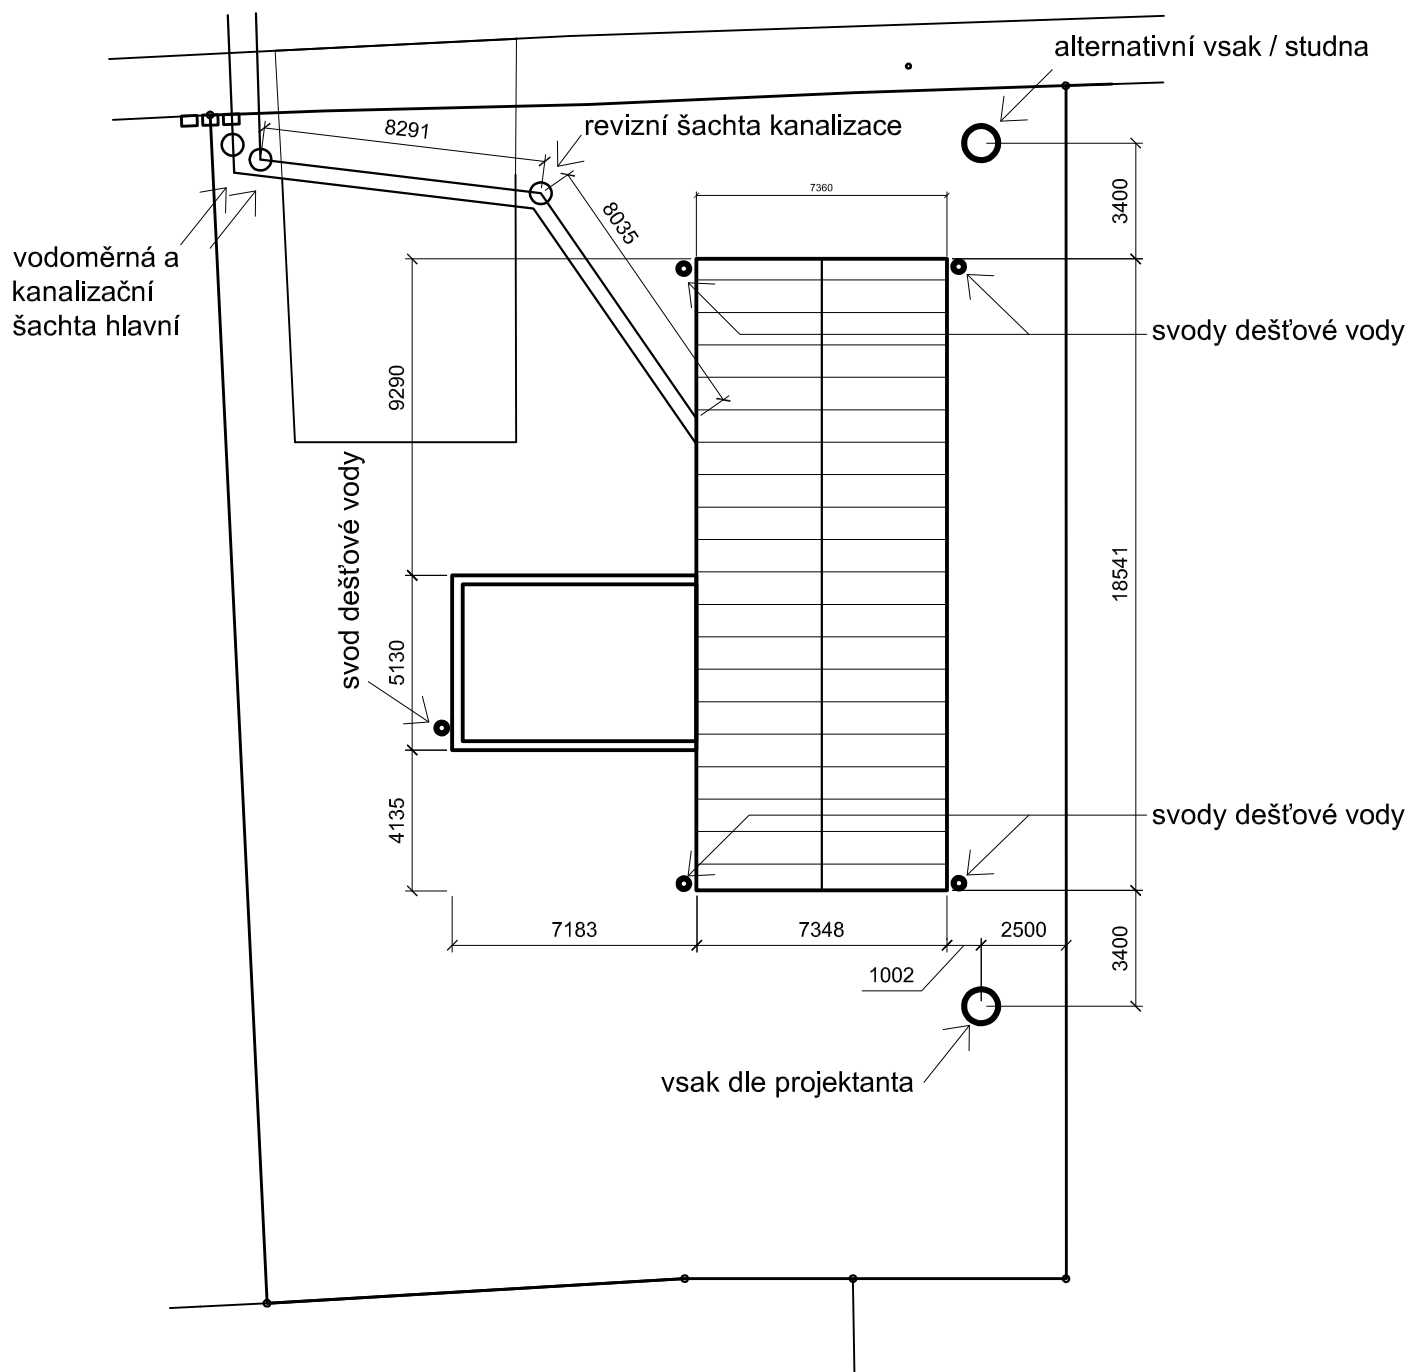 alternativní vsak / studna
8291
revizní šachta kanalizace
7360
3400
8035
vodoměrná a
kanalizační
šachta hlavní
svody dešťové vody
9290
svod dešťové vody
18541
5130
4135
svody dešťové vody
7183
7348
2500
1002
3400
vsak dle projektanta